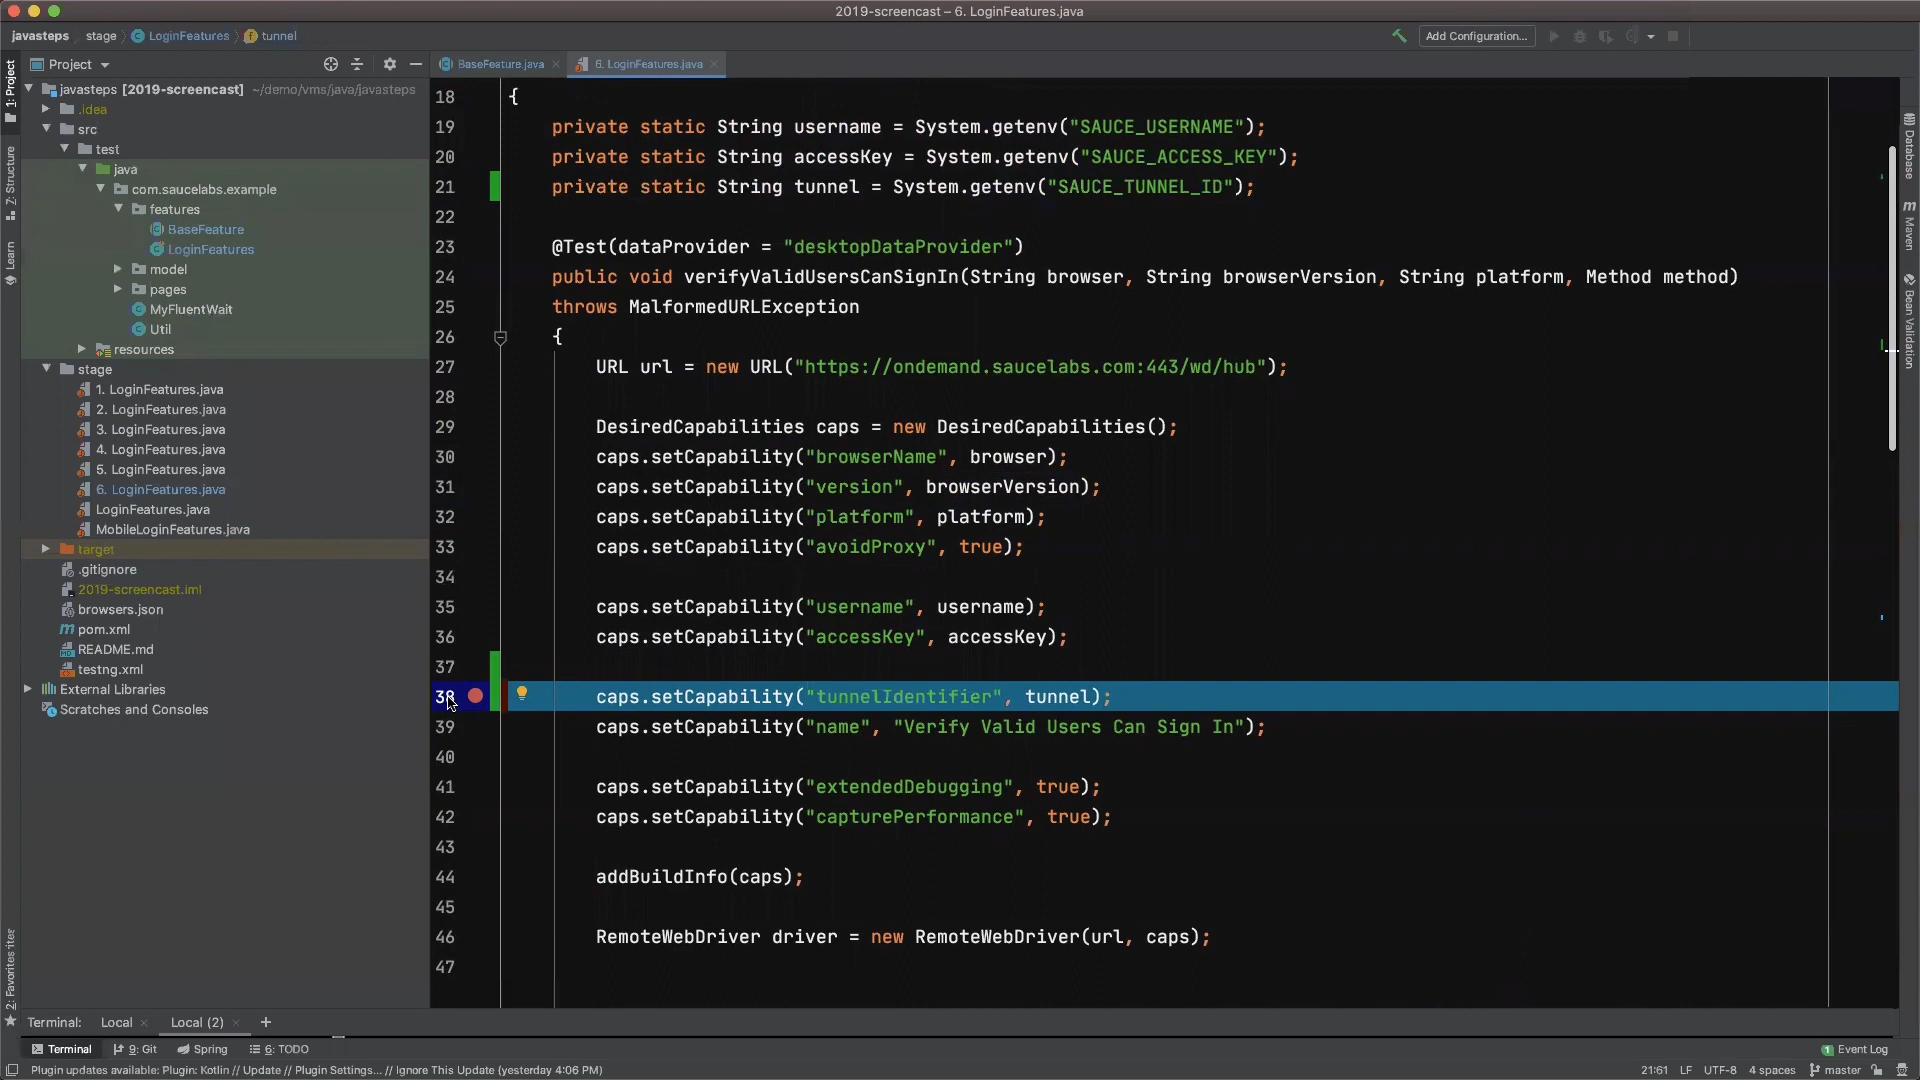 2019-screencast – 6. LoginFeatures.java
javasteps stage LoginFeatures tunnel
Add Configuration...
Project
BaseFeature.java
6. LoginFeatures.java
1: Project
Z: Structure
Learn
2: Favorites
javasteps [2019-screencast] ~/demo/vms/java/javasteps
.idea
src
test
java
com.saucelabs.example
features
BaseFeature
LoginFeatures
model
pages
MyFluentWait
Util
resources
stage
1. LoginFeatures.java
2. LoginFeatures.java
3. LoginFeatures.java
4. LoginFeatures.java
5. LoginFeatures.java
6. LoginFeatures.java
LoginFeatures.java
MobileLoginFeatures.java
target
.gitignore
2019-screencast.iml
browsers.json
pom.xml
README.md
testng.xml
External Libraries
Scratches and Consoles
18 {
19 private static String username = System.getenv("SAUCE_USERNAME");
20 private static String accessKey = System.getenv("SAUCE_ACCESS_KEY");
21 private static String tunnel = System.getenv("SAUCE_TUNNEL_ID");
22
23 @Test(dataProvider = "desktopDataProvider")
24 public void verifyValidUsersCanSignIn(String browser, String browserVersion, String platform, Method method)
25 throws MalformedURLException
26 {
27 URL url = new URL("https://ondemand.saucelabs.com:443/wd/hub");
28
29 DesiredCapabilities caps = new DesiredCapabilities();
30 caps.setCapability("browserName", browser);
31 caps.setCapability("version", browserVersion);
32 caps.setCapability("platform", platform);
33 caps.setCapability("avoidProxy", true);
34
35 caps.setCapability("username", username);
36 caps.setCapability("accessKey", accessKey);
37
38 caps.setCapability("tunnelIdentifier", tunnel);
39 caps.setCapability("name", "Verify Valid Users Can Sign In");
40
41 caps.setCapability("extendedDebugging", true);
42 caps.setCapability("capturePerformance", true);
43
44 addBuildInfo(caps);
45
46 RemoteWebDriver driver = new RemoteWebDriver(url, caps);
47
Database
Maven
Bean Validation
Terminal: Local Local (2) +
Terminal 9: Git Spring 6: TODO
1 Event Log
Plugin updates available: Plugin: Kotlin // Update // Plugin Settings... // Ignore This Update (yesterday 4:06 PM)
21:61 LF UTF-8 4 spaces master